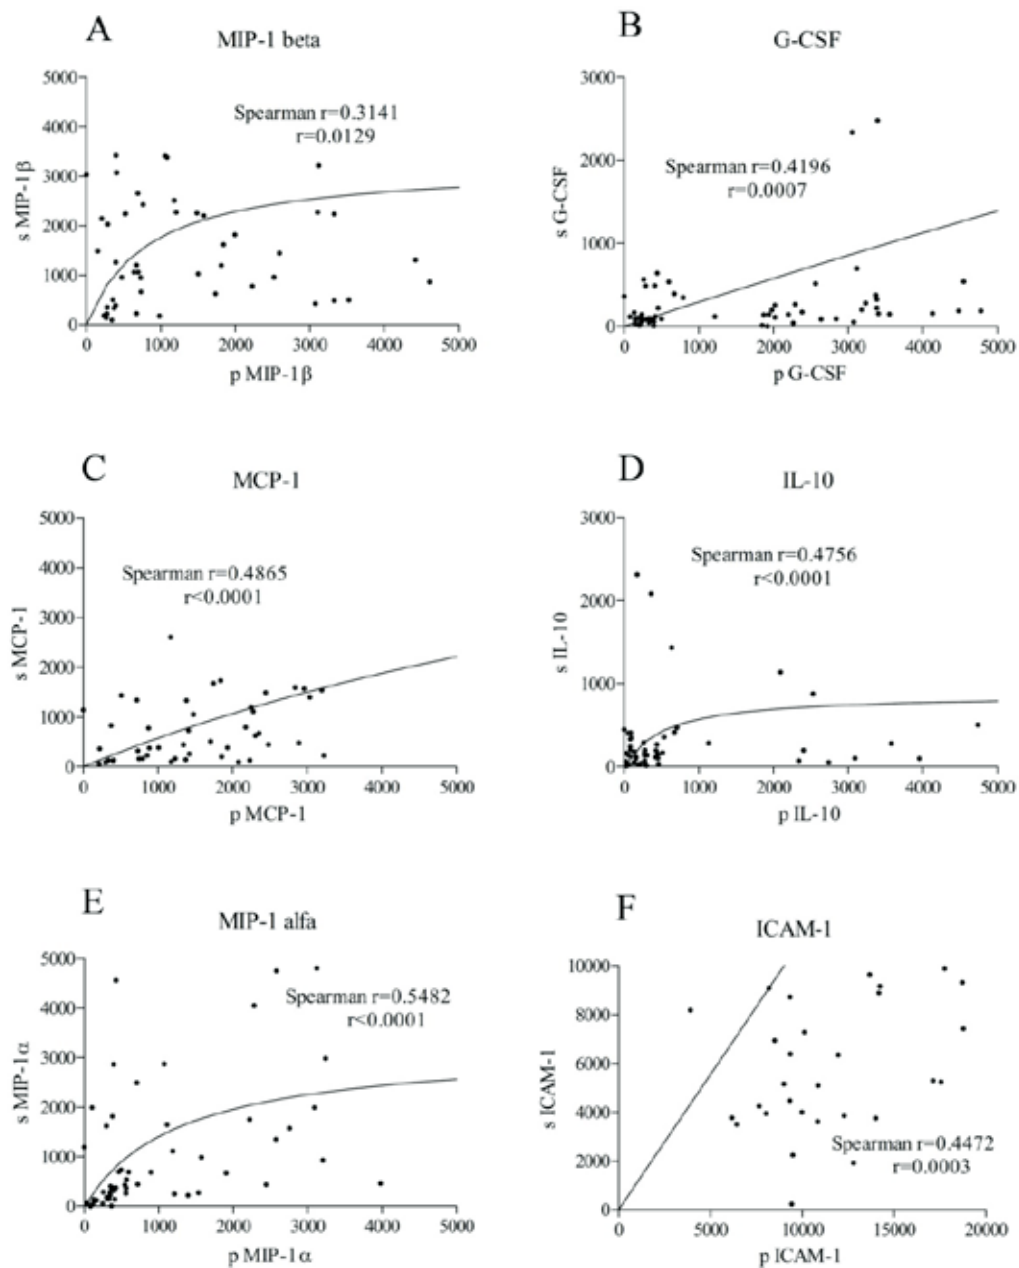 A
MIP-1 beta
5000
4000
3000
2000
1000
0
s MIP-1β
Spearman r=0.3141
r=0.0129
0 1000 2000 3000 4000 5000
p MIP-1β
B
G-CSF
3000
2000
1000
0
s G-CSF
Spearman r=0.4196
r=0.0007
0 1000 2000 3000 4000 5000
p G-CSF
C
MCP-1
5000
4000
3000
2000
1000
0
s MCP-1
Spearman r=0.4865
r<0.0001
0 1000 2000 3000 4000 5000
p MCP-1
D
IL-10
3000
2000
1000
0
s IL-10
Spearman r=0.4756
r<0.0001
0 1000 2000 3000 4000 5000
p IL-10
E
MIP-1 alfa
5000
4000
3000
2000
1000
0
s MIP-1α
Spearman r=0.5482
r<0.0001
0 1000 2000 3000 4000 5000
p MIP-1α
F
ICAM-1
10000
8000
6000
4000
2000
0
s ICAM-1
Spearman r=0.4472
r=0.0003
0 5000 10000 15000 20000
p ICAM-1